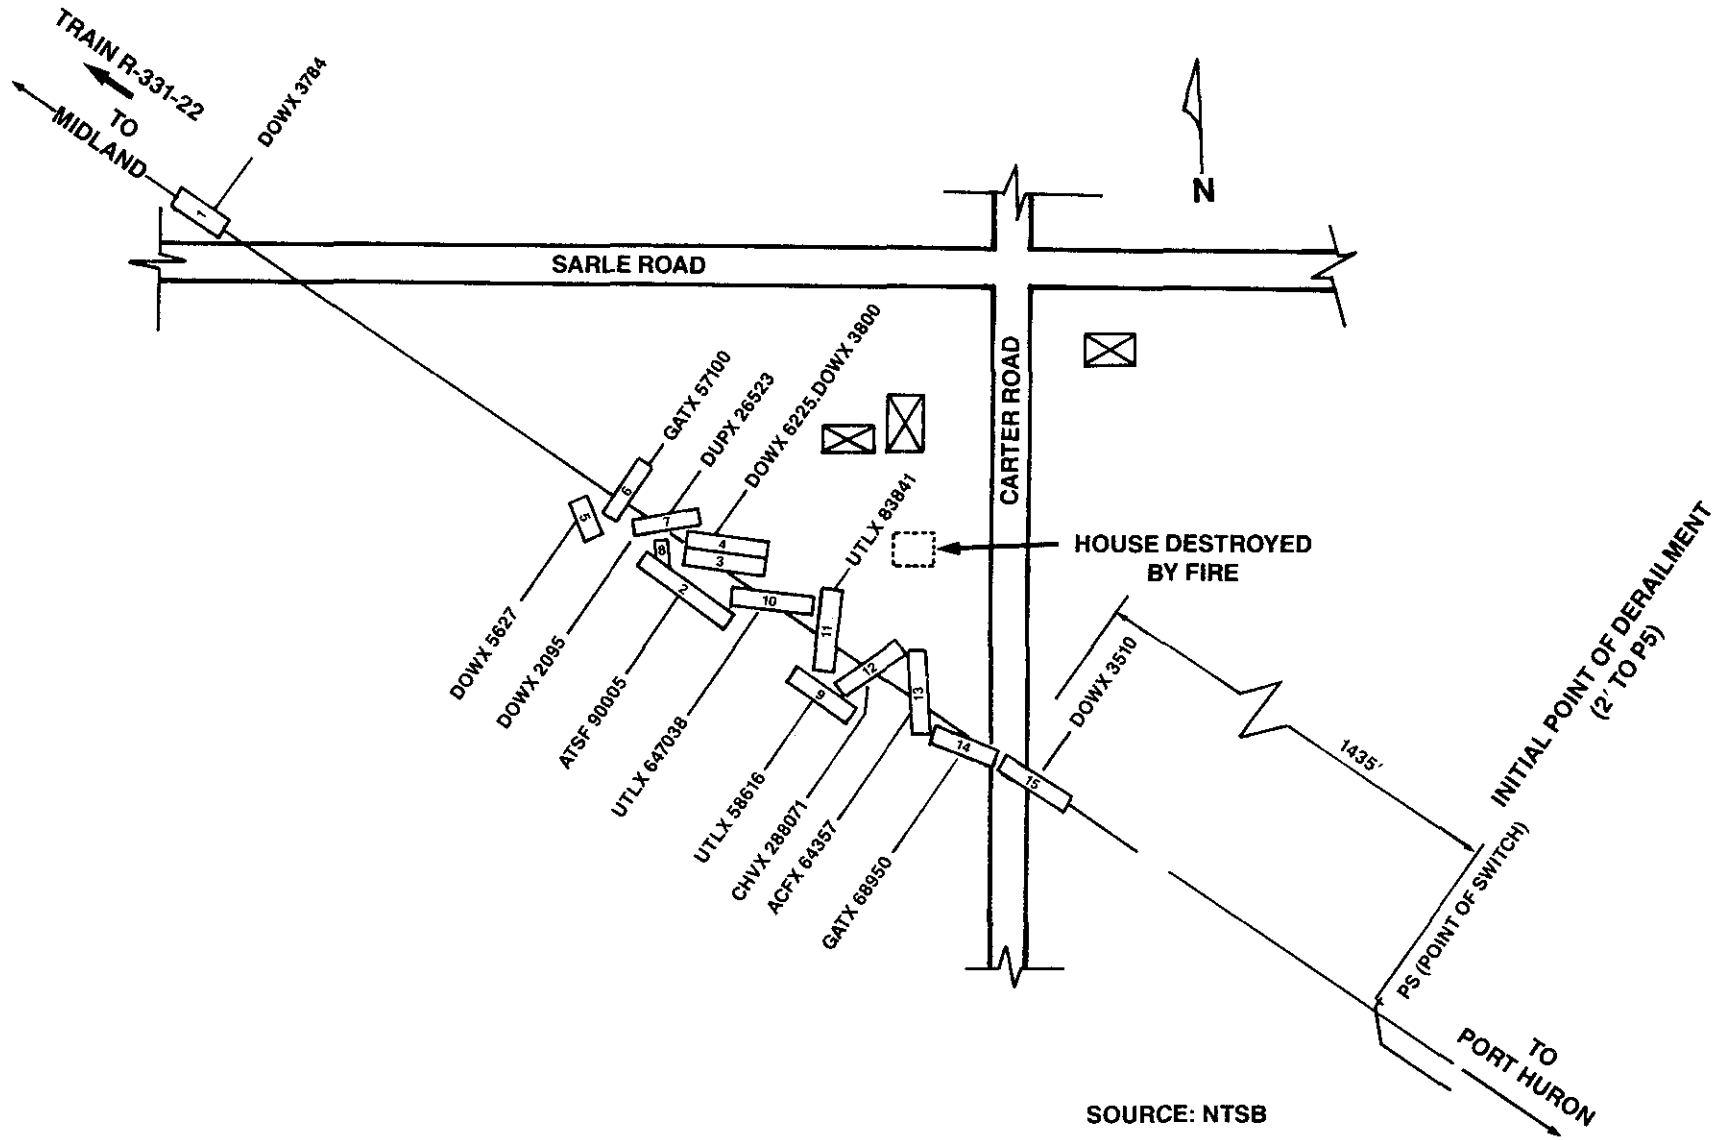 TRAIN R-331-22
TO
MIDLAND
DOWX 3784
N
SARLE ROAD
CARTER ROAD
GATX 57100
DUPX 26523
DOWX 6225.DOWX 3800
UTLX 83841
HOUSE DESTROYED
BY FIRE
1
2
3
4
5
6
7
8
9
10
11
12
13
14
15
DOWX 5627
DOWX 2095
ATSF 90005
UTLX 647038
UTLX 58616
CHVX 288071
ACFX 64357
GATX 68950
DOWX 3510
1435'
INITIAL POINT OF DERAILMENT
(2' TO P5)
PS (POINT OF SWITCH)
TO
PORT HURON
SOURCE: NTSB